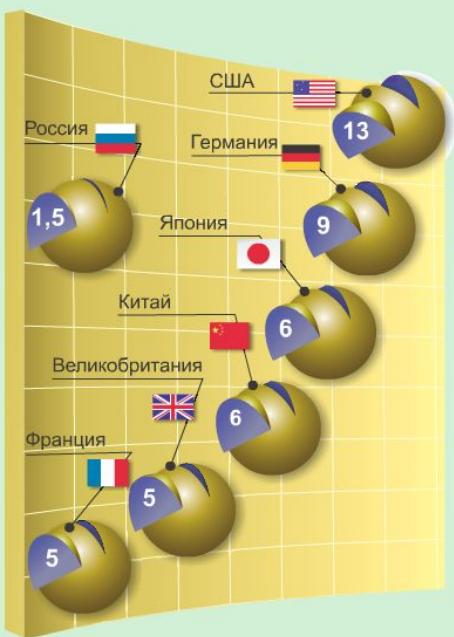 США
13
Россия
Германия
1,5
9
Япония
6
Китай
6
Великобритания
5
Франция
5